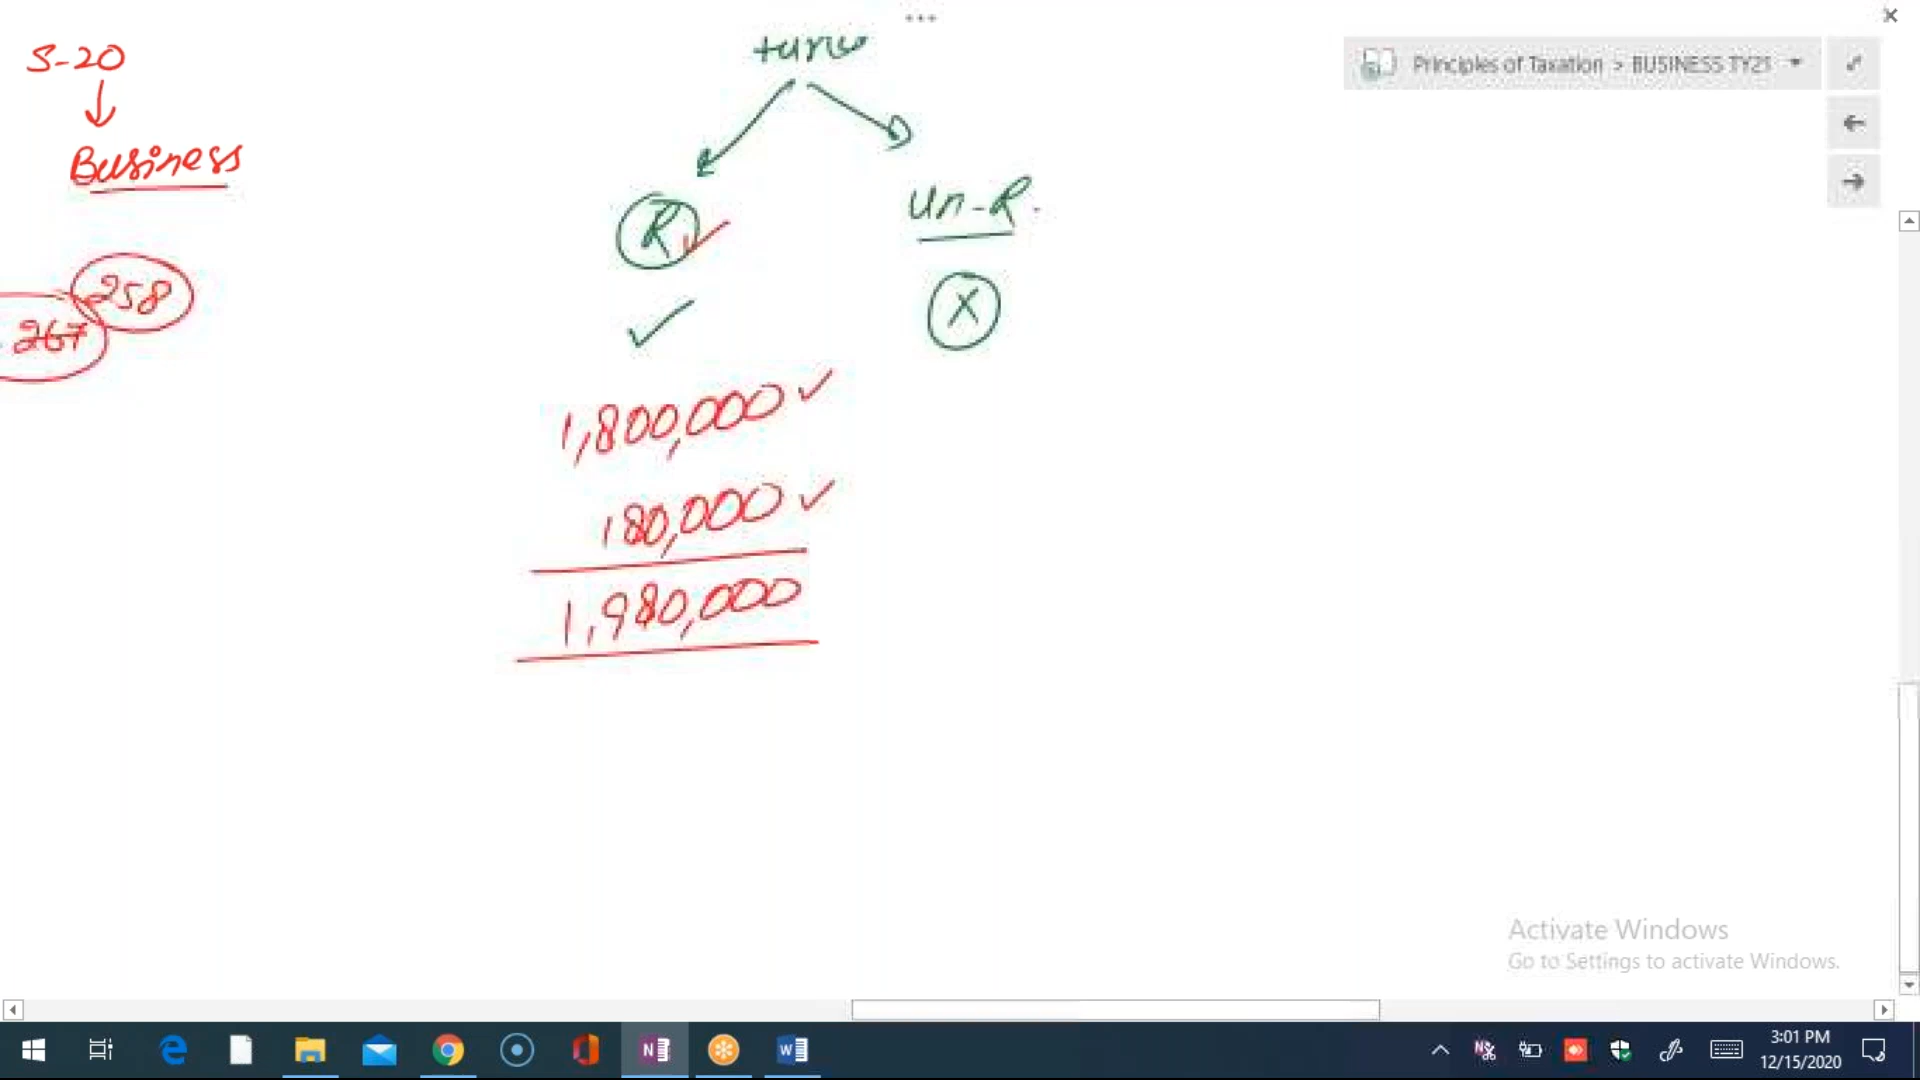 S-20
Business
258
267
R
Un-R
X
1,800,000
180,000
1,980,000
Principles of Taxation > BUSINESS TY21
Activate Windows
Go to Settings to activate Windows.
3:01 PM
12/15/2020